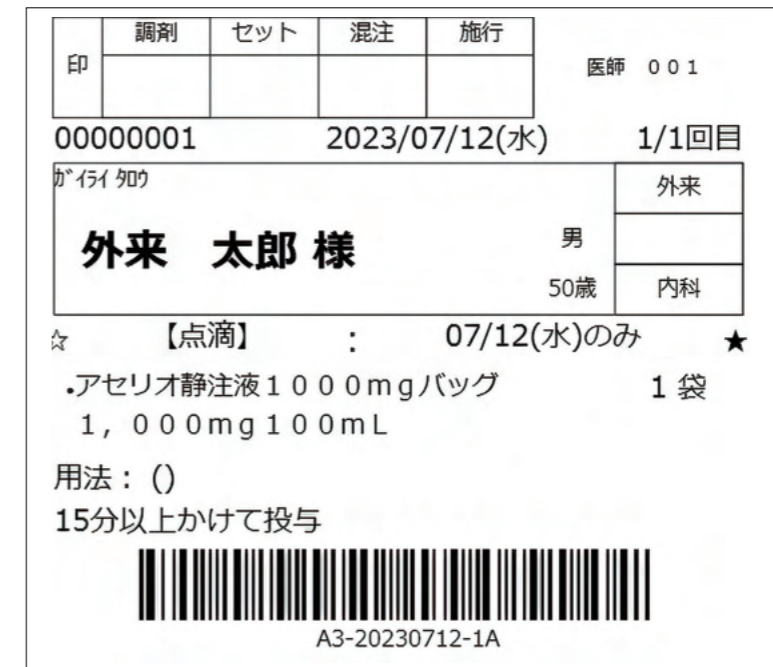 印 調剤 セット 混注 施行
医師 001
00000001 2023/07/12(水) 1/1回目
ガイライ タロウ 外来
外来 太郎 様 男
50歳 内科
☆ 【点滴】 : 07/12(水)のみ ★
.アセリオ静注液1000mgバッグ 1 袋
1,000mg100mL
用法: ()
15分以上かけて投与
A3-20230712-1A